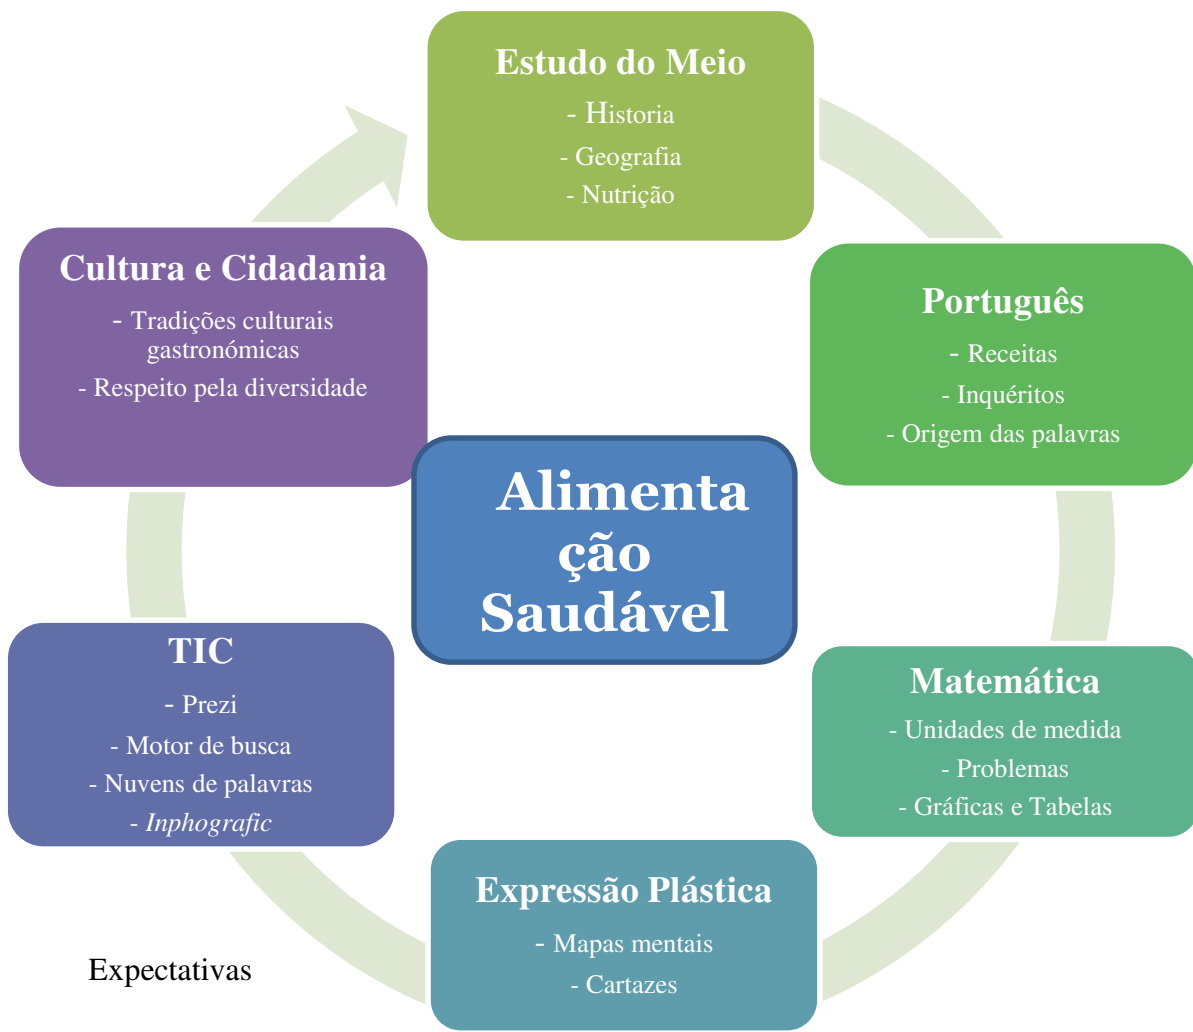 Estudo do Meio
- Historia
- Geografia
- Nutrição
Português
- Receitas
- Inquéritos
- Origem das palavras
Matemática
- Unidades de medida
- Problemas
- Gráficas e Tabelas
Expressão Plástica
- Mapas mentais
- Cartazes
TIC
- Prezi
- Motor de busca
- Nuvens de palavras
- Inphografic
Cultura e Cidadania
- Tradições culturais
gastronómicas
- Respeito pela diversidade
Alimenta
ção
Saudável
Expectativas